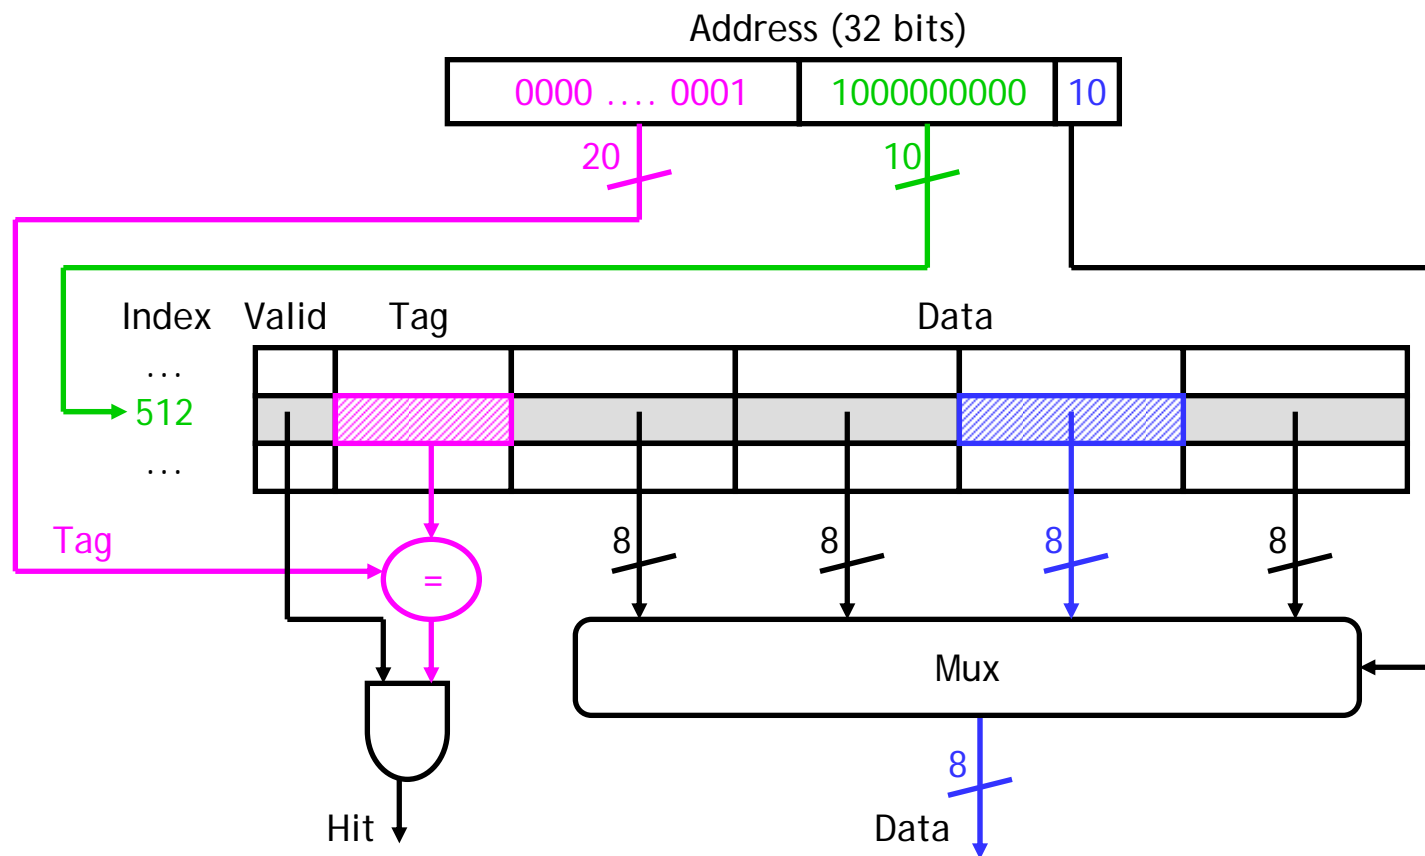 Address (32 bits)
0000 .... 0001 1000000000 10
20 10
Index Valid Tag Data
...
512
...
Tag 8 8 8 8
=
Mux
8
Hit Data